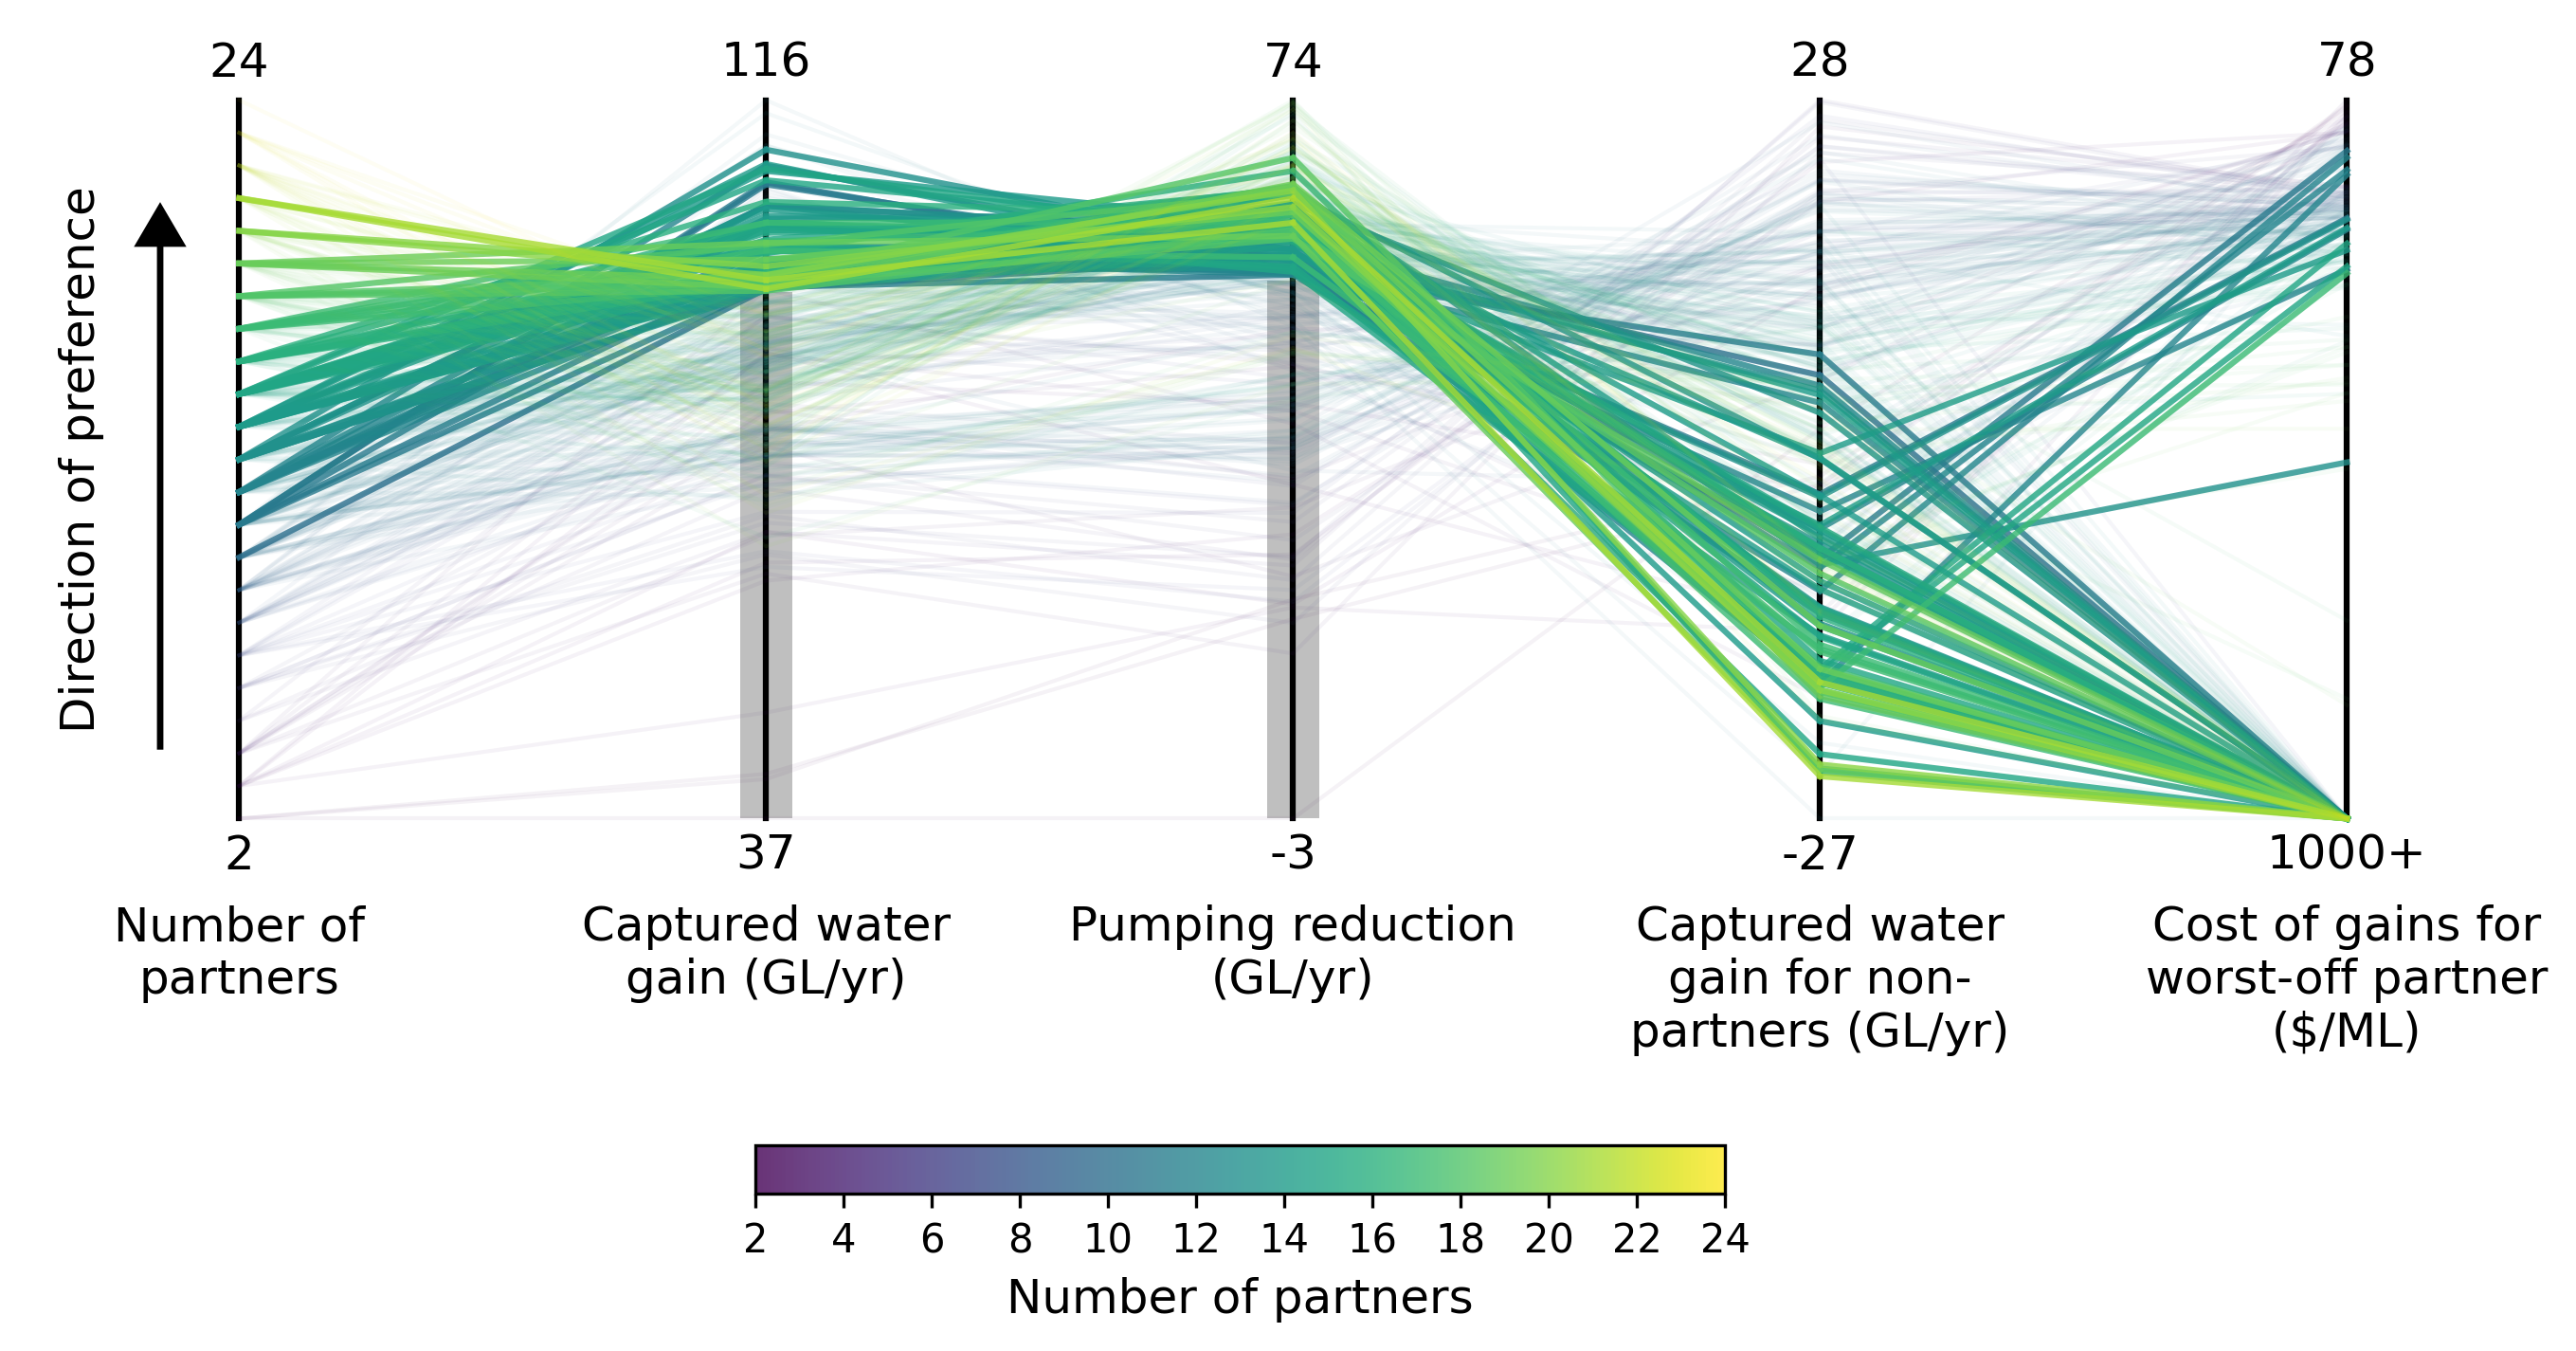 24
116
74
28
78
Direction of preference
2
37
-3
-27
1000+
Number of
partners
Captured water
gain (GL/yr)
Pumping reduction
(GL/yr)
Captured water
gain for non-
partners (GL/yr)
Cost of gains for
worst-off partner
($/ML)
2 4 6 8 10 12 14 16 18 20 22 24
Number of partners